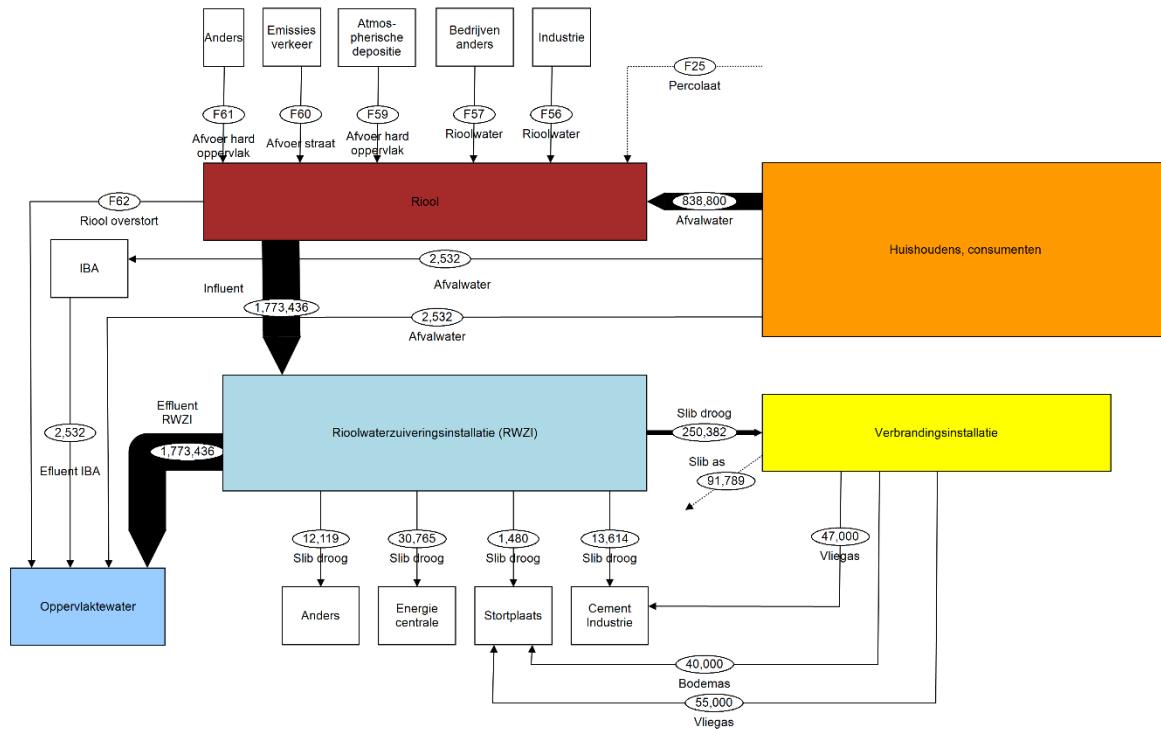 Anders
Emissies
verkeer
Atmos-
pherische
depositie
Bedrijven
anders
Industrie
F25
Percolaat
F61
F60
F59
F57
F56
Afvoer hard
oppervlak
Afvoer straat
Afvoer hard
oppervlak
Rioolwater
Rioolwater
Riool
838,800
Afvalwater
Huishoudens, consumenten
F62
Riool overstort
IBA
2,532
Afvalwater
Influent
1,773,436
2,532
Afvalwater
Effluent
RWZI
1,773,436
Rioolwaterzuiveringsinstallatie (RWZI)
Slib droog
250,382
Verbrandingsinstallatie
2,532
Efluent IBA
Slib as
91,789
12,119
Slib droog
30,765
Slib droog
1,480
Slib droog
13,614
Slib droog
47,000
Vliegas
Oppervlaktewater
Anders
Energie
centrale
Stortplaats
Cement
Industrie
40,000
Bodemas
55,000
Vliegas